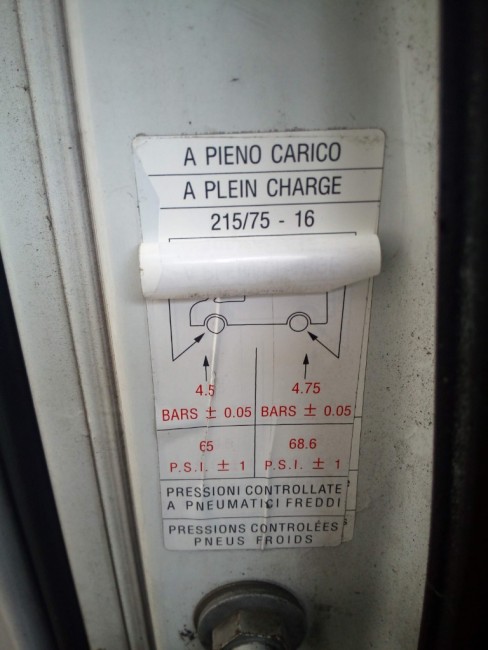 A PIENO CARICO
A PLEIN CHARGE
215/75 - 16
4.5 4.75
BARS ± 0.05 BARS ± 0.05
65 68.6
P.S.I. ± 1 P.S.I. ± 1
PRESSIONI CONTROLLATE
A PNEUMATICI FREDDI
PRESSIONS CONTROLÉES
PNEUS FROIDS